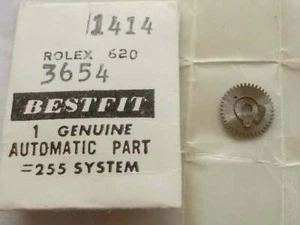 1414
ROLEX 620
3654
BESTFIT
1 GENUINE
AUTOMATIC PART
=255 SYSTEM